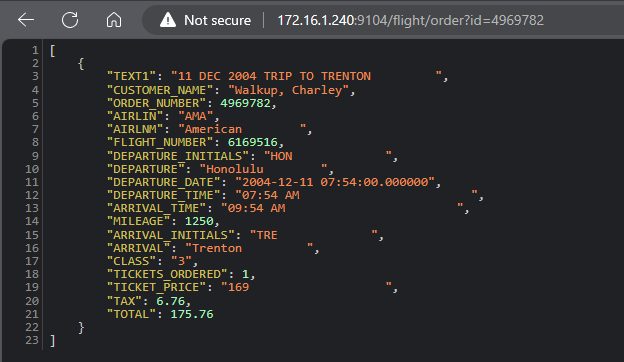 Not secure 172.16.1.240:9104/flight/order?id=4969782
1 [
2 {
3 "TEXT1": "11 DEC 2004 TRIP TO TRENTON         ",
4 "CUSTOMER_NAME": "Walkup, Charley",
5 "ORDER_NUMBER": 4969782,
6 "AIRLIN": "AMA",
7 "AIRLNM": "American        ",
8 "FLIGHT_NUMBER": 6169516,
9 "DEPARTURE_INITIALS": "HON             ",
10 "DEPARTURE": "Honolulu        ",
11 "DEPARTURE_DATE": "2004-12-11 07:54:00.000000",
12 "DEPARTURE_TIME": "07:54 AM                        ",
13 "ARRIVAL_TIME": "09:54 AM                        ",
14 "MILEAGE": 1250,
15 "ARRIVAL_INITIALS": "TRE             ",
16 "ARRIVAL": "Trenton         ",
17 "CLASS": "3",
18 "TICKETS_ORDERED": 1,
19 "TICKET_PRICE": "169                   ",
20 "TAX": 6.76,
21 "TOTAL": 175.76
22 }
23 ]